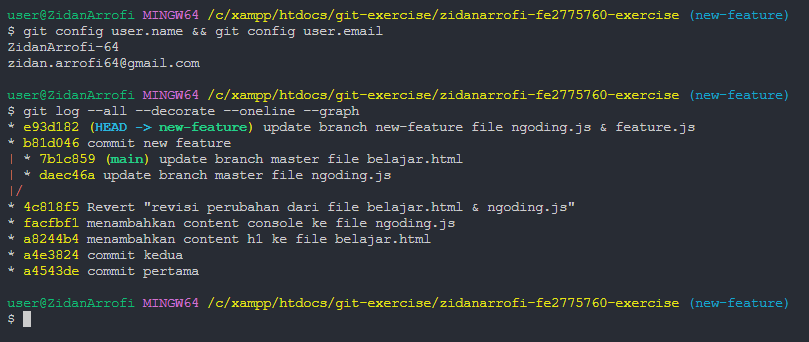 user@ZidanArrofi MINGW64 /c/xampp/htdocs/git-exercise/zidanarrofi-fe2775760-exercise (new-feature)
$ git config user.name && git config user.email
ZidanArrofi-64
zidan.arrofi64@gmail.com

user@ZidanArrofi MINGW64 /c/xampp/htdocs/git-exercise/zidanarrofi-fe2775760-exercise (new-feature)
$ git log --all --decorate --oneline --graph
* e93d182 (HEAD -> new-feature) update branch new-feature file ngoding.js & feature.js
* b81d046 commit new feature
| * 7b1c859 (main) update branch master file belajar.html
| * daec46a update branch master file ngoding.js
|/
* 4c818f5 Revert "revisi perubahan dari file belajar.html & ngoding.js"
* facfbf1 menambahkan content console ke file ngoding.js
* a8244b4 menambahkan content h1 ke file belajar.html
* a4e3824 commit kedua
* a4543de commit pertama

user@ZidanArrofi MINGW64 /c/xampp/htdocs/git-exercise/zidanarrofi-fe2775760-exercise (new-feature)
$